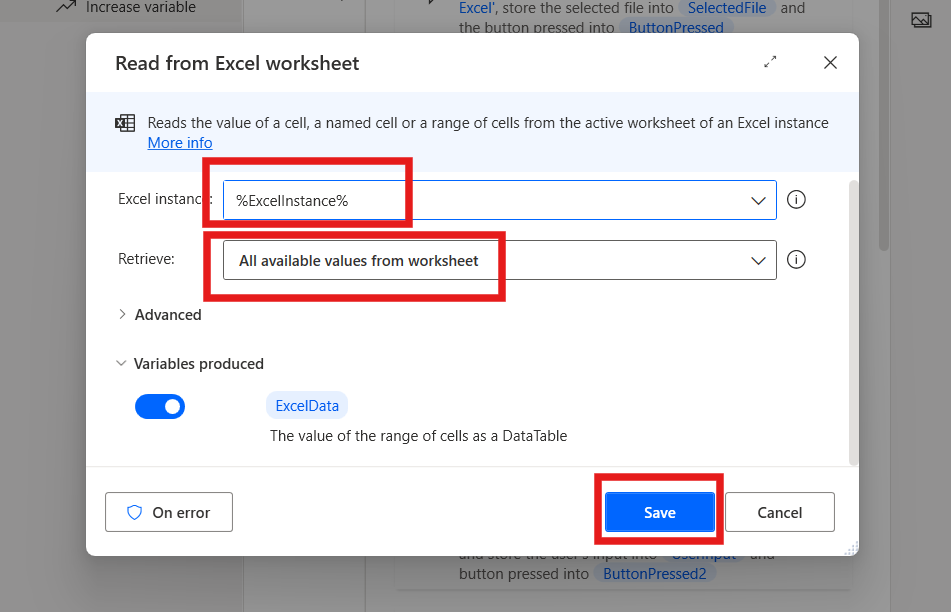 Increase variable
Excel', store the selected file into SelectedFile and
the button pressed into ButtonPressed
Read from Excel worksheet
Reads the value of a cell, a named cell or a range of cells from the active worksheet of an Excel instance
More info
Excel instance: %ExcelInstance%
Retrieve: All available values from worksheet
Advanced
Variables produced
ExcelData
The value of the range of cells as a DataTable
On error Save Cancel
and store the user's input into UserInput and
button pressed into ButtonPressed2